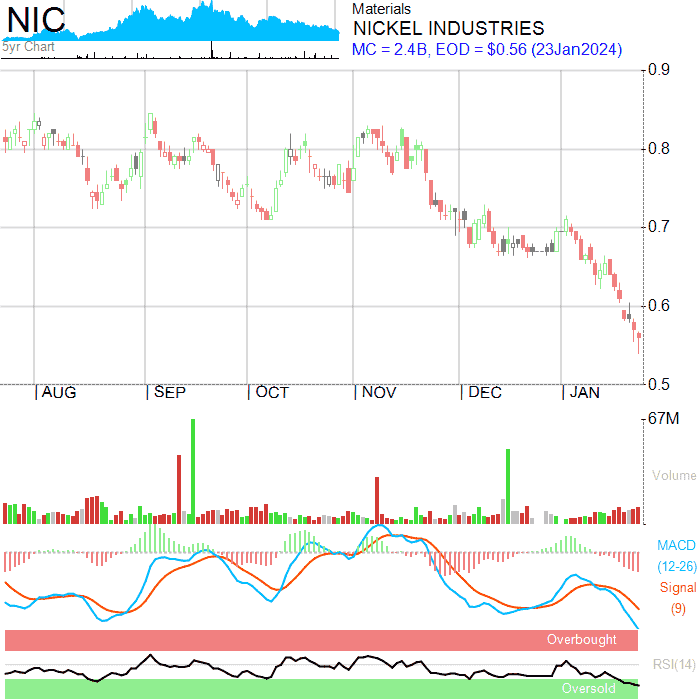 NIC
5yr Chart
Materials
NICKEL INDUSTRIES
MC = 2.4B, EOD = $0.56 (23Jan2024)
0.9
0.8
0.7
0.6
0.5
AUG SEP OCT NOV DEC JAN
67M
Volume
MACD
(12-26)
Signal
(9)
Overbought
RSI(14)
Oversold